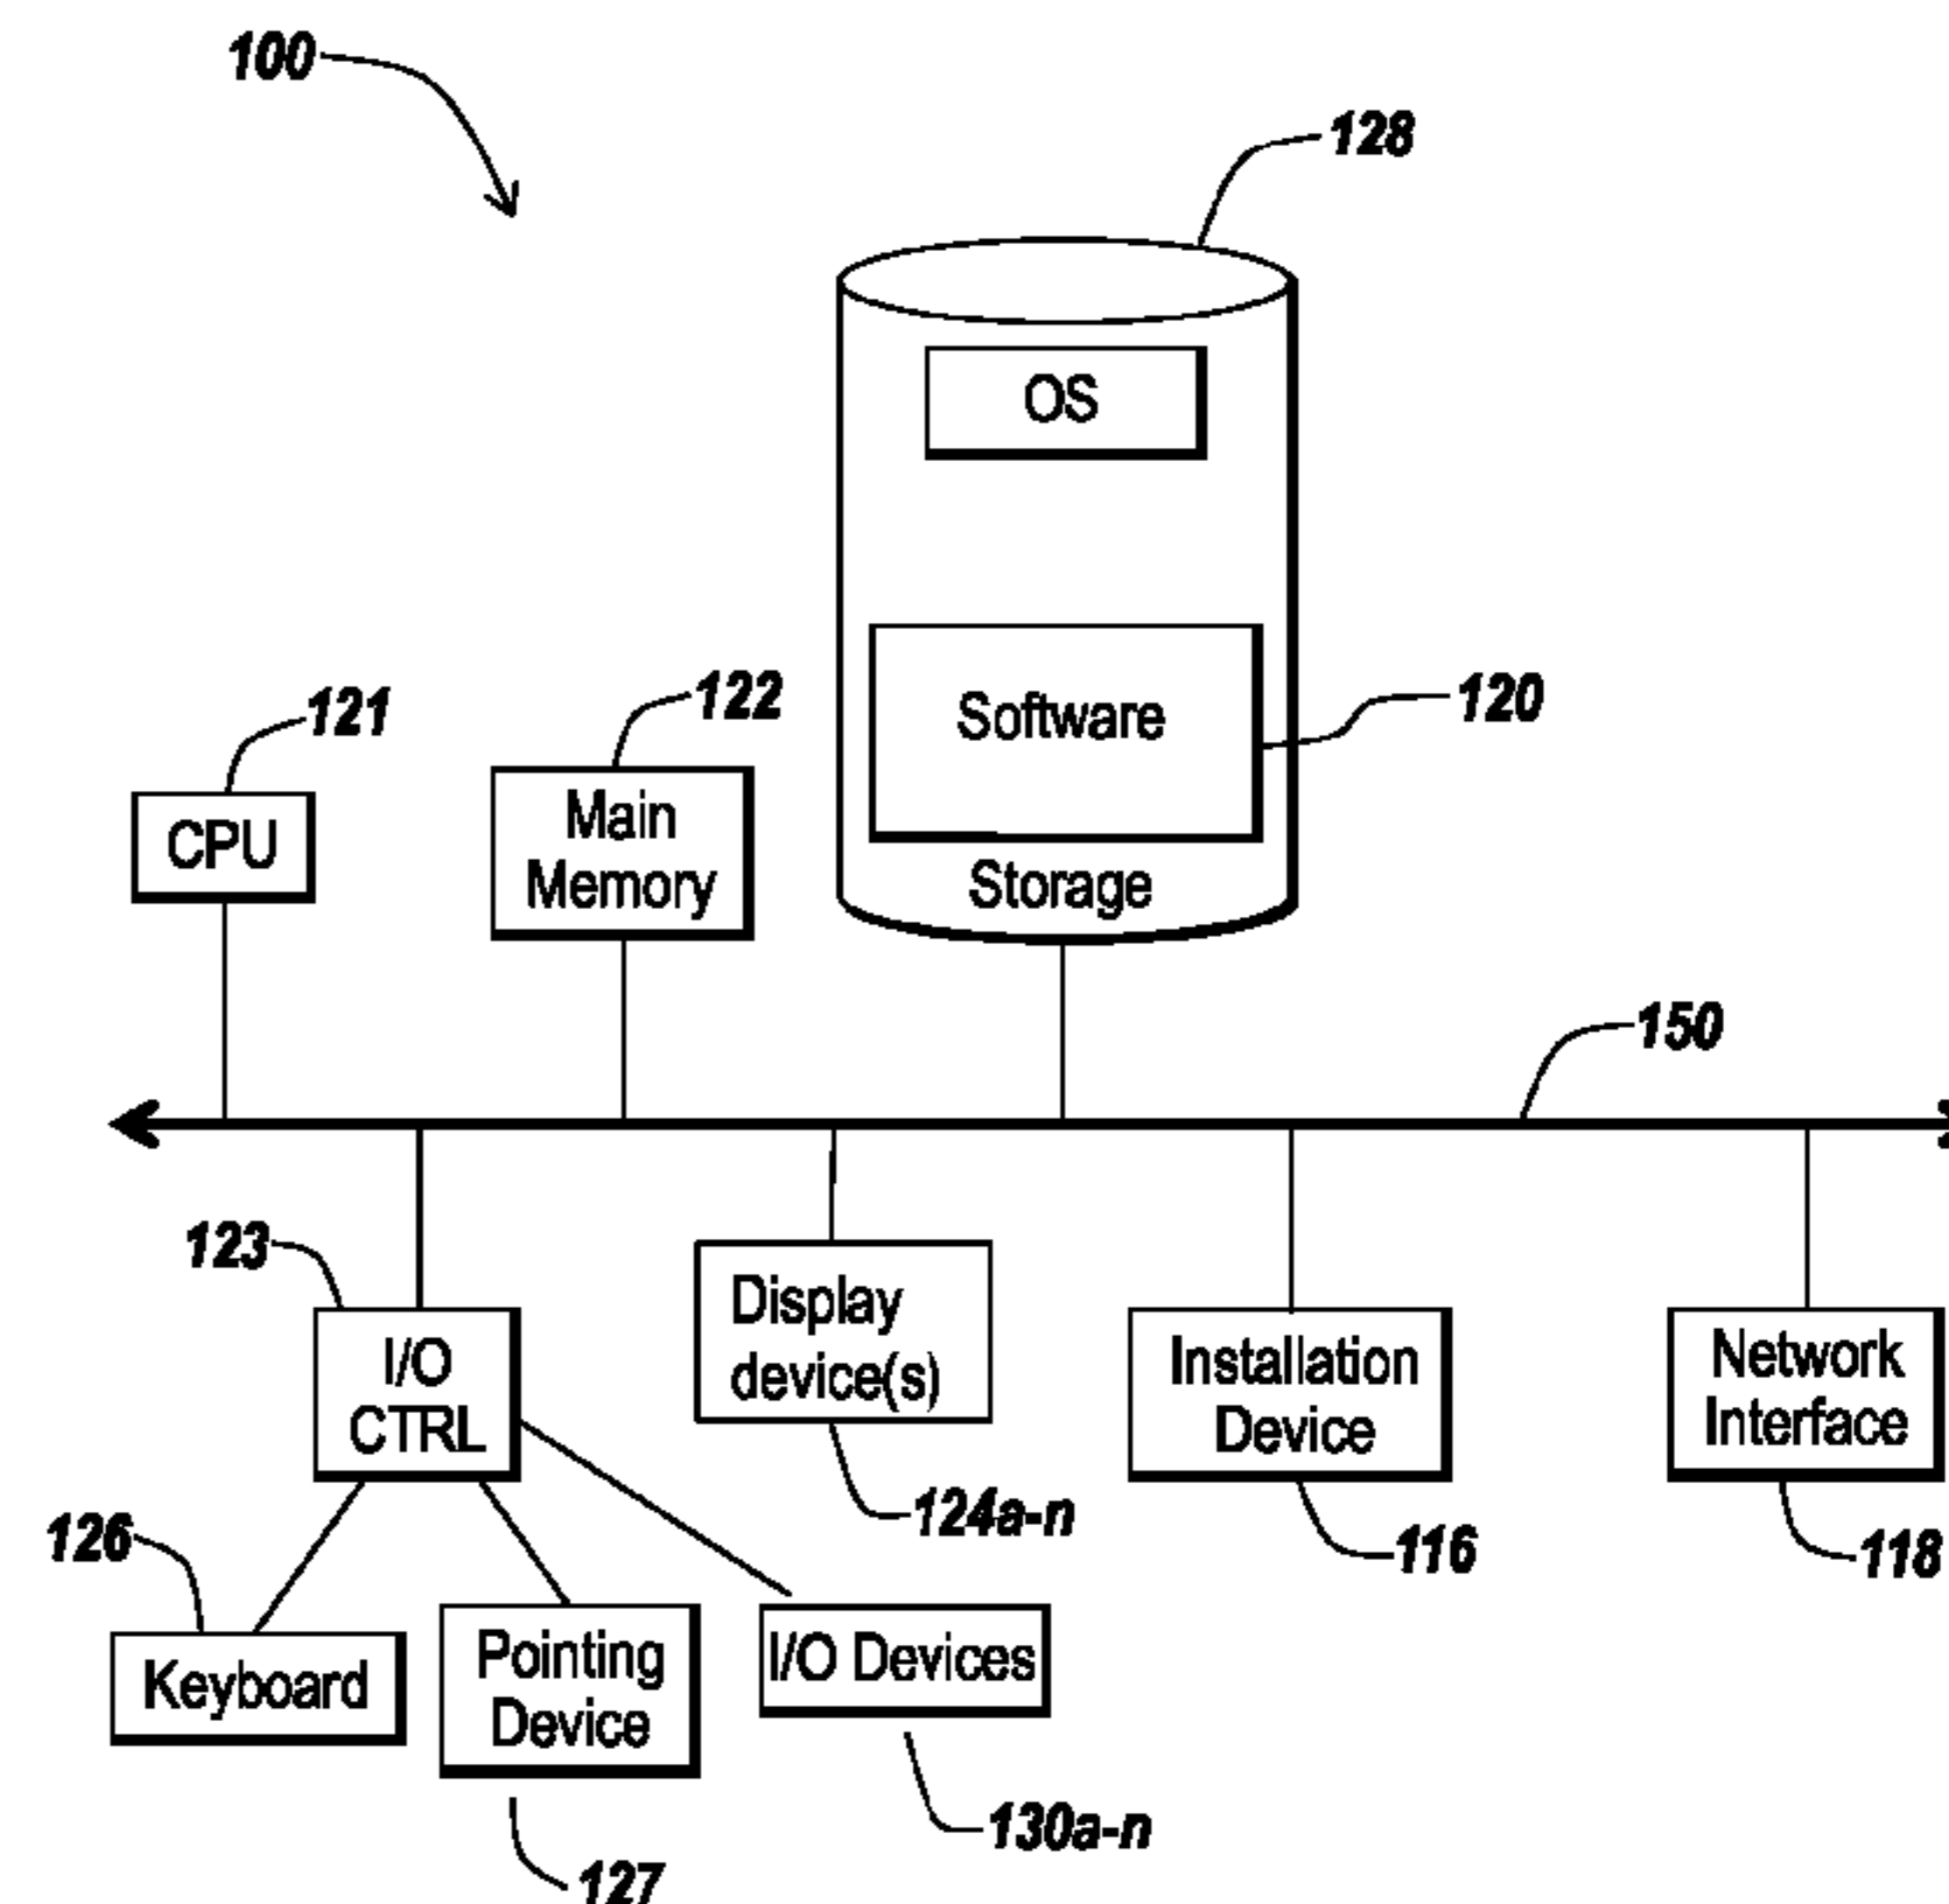 100
128
OS
121
122
Software
120
CPU
Main
Memory
Storage
150
123
I/O
CTRL
Display
device(s)
Installation
Device
Network
Interface
124a-n
116
118
126
Keyboard
Pointing
Device
I/O Devices
130a-n
127